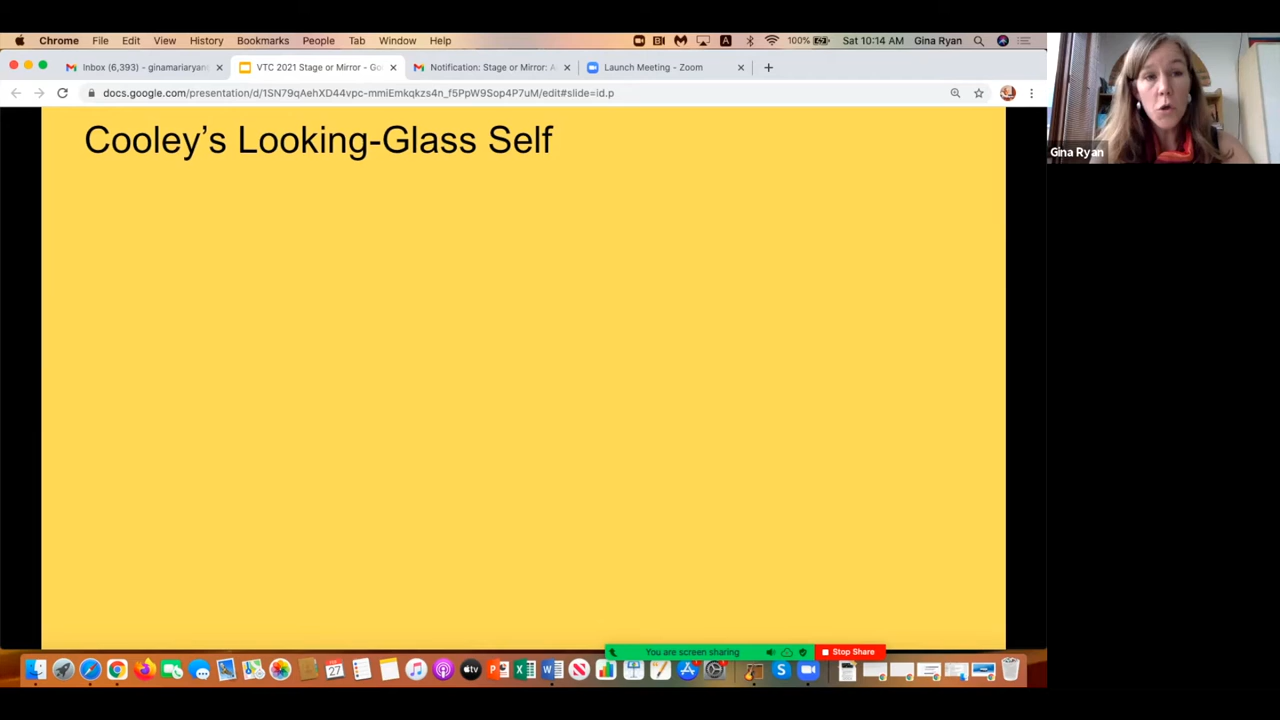 Chrome File Edit View History Bookmarks People Tab Window Help
100% Sat 10:14 AM Gina Ryan
Inbox (6,393) - ginamariaryan
VTC 2021 Stage or Mirror - Go
Notification: Stage or Mirror: A
Launch Meeting - Zoom
docs.google.com/presentation/d/1SN79qAehXD44vpc-mmiEmkqkzs4n_f5PpW9Sop4P7uM/edit#slide=id.p
Gina Ryan
Cooley’s Looking-Glass Self
You are screen sharing
Stop Share
27
tv